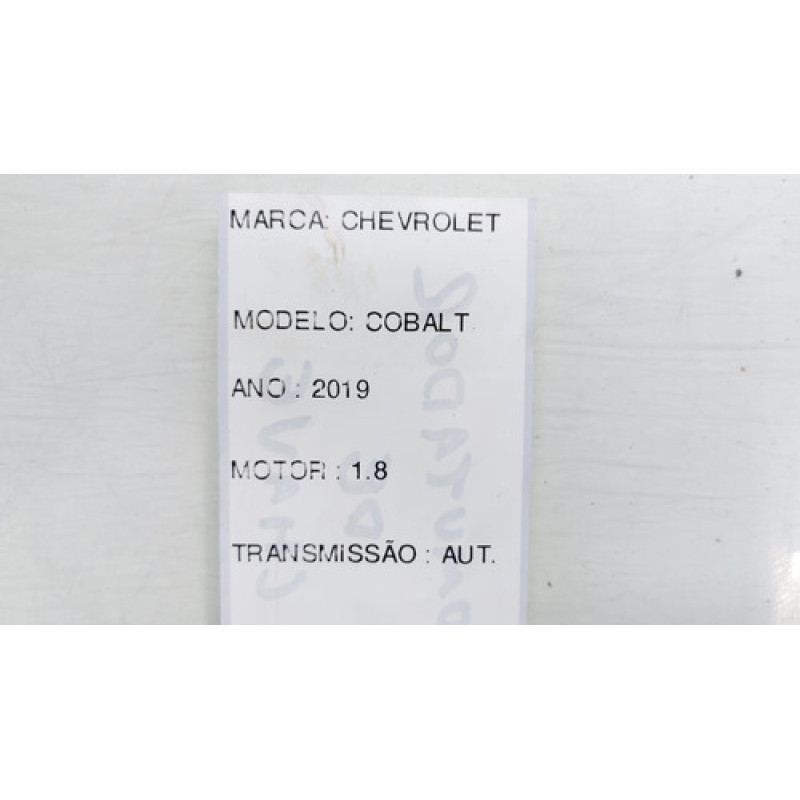 MARCA: CHEVROLET
MODELO: COBALT
ANO : 2019
MOTOR : 1.8
TRANSMISSÃO : AUT.